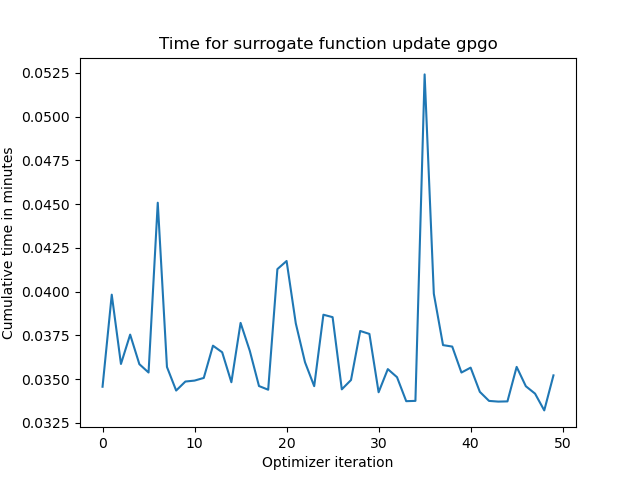 Time for surrogate function update gpgo
Cumulative time in minutes
0.0525
0.0500
0.0475
0.0450
0.0425
0.0400
0.0375
0.0350
0.0325
0 10 20 30 40 50
Optimizer iteration